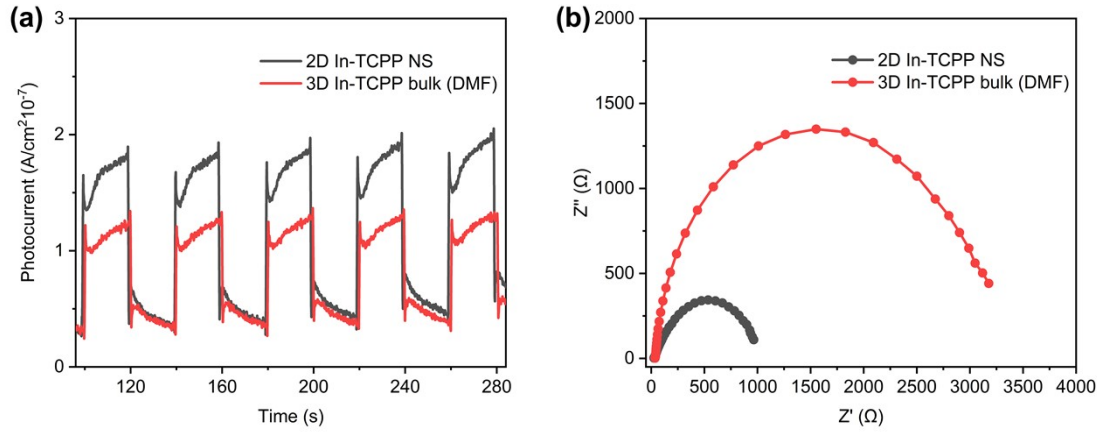 (a)
3
2
1
0
Photocurrent (A/cm²10⁻⁷)
2D In-TCPP NS
3D In-TCPP bulk (DMF)
120 160 200 240 280
Time (s)
(b)
2000
1500
1000
500
0
Z'' (Ω)
2D In-TCPP NS
3D In-TCPP bulk (DMF)
0 500 1000 1500 2000 2500 3000 3500 4000
Z' (Ω)